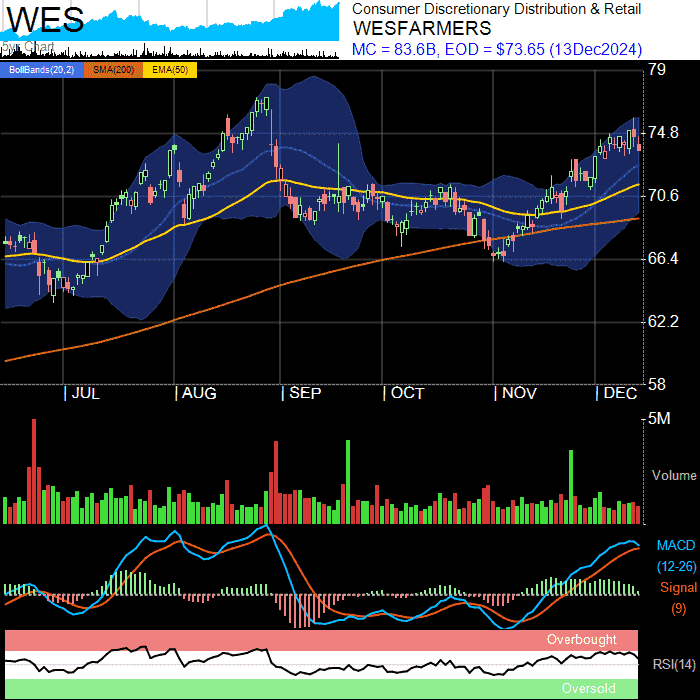 WES
5yr Chart
Consumer Discretionary Distribution & Retail
WESFARMERS
MC = 83.6B, EOD = $73.65 (13Dec2024)
BollBands(20,2) SMA(200) EMA(50)
79
74.8
70.6
66.4
62.2
58
JUL AUG SEP OCT NOV DEC
5M
Volume
MACD
(12-26)
Signal
(9)
Overbought
RSI(14)
Oversold